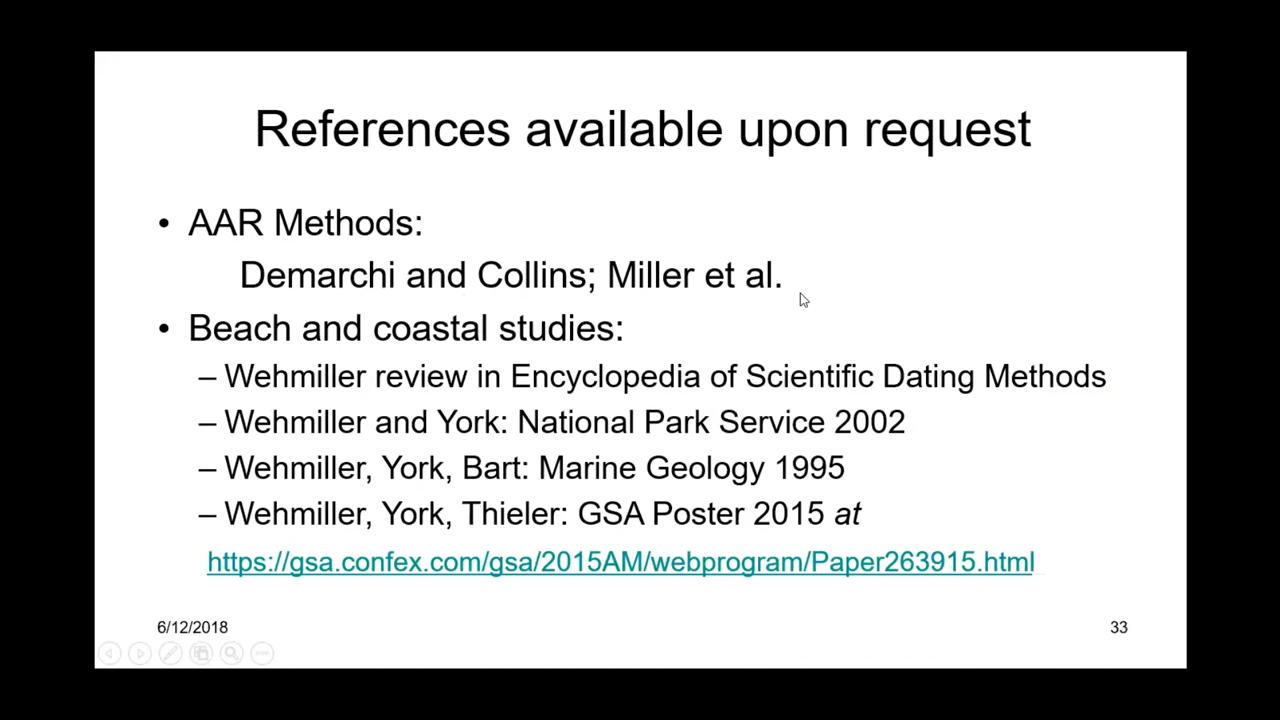 References available upon request
• AAR Methods:
Demarchi and Collins; Miller et al.
• Beach and coastal studies:
– Wehmiller review in Encyclopedia of Scientific Dating Methods
– Wehmiller and York: National Park Service 2002
– Wehmiller, York, Bart: Marine Geology 1995
– Wehmiller, York, Thieler: GSA Poster 2015 at
https://gsa.confex.com/gsa/2015AM/webprogram/Paper263915.html
6/12/2018
33